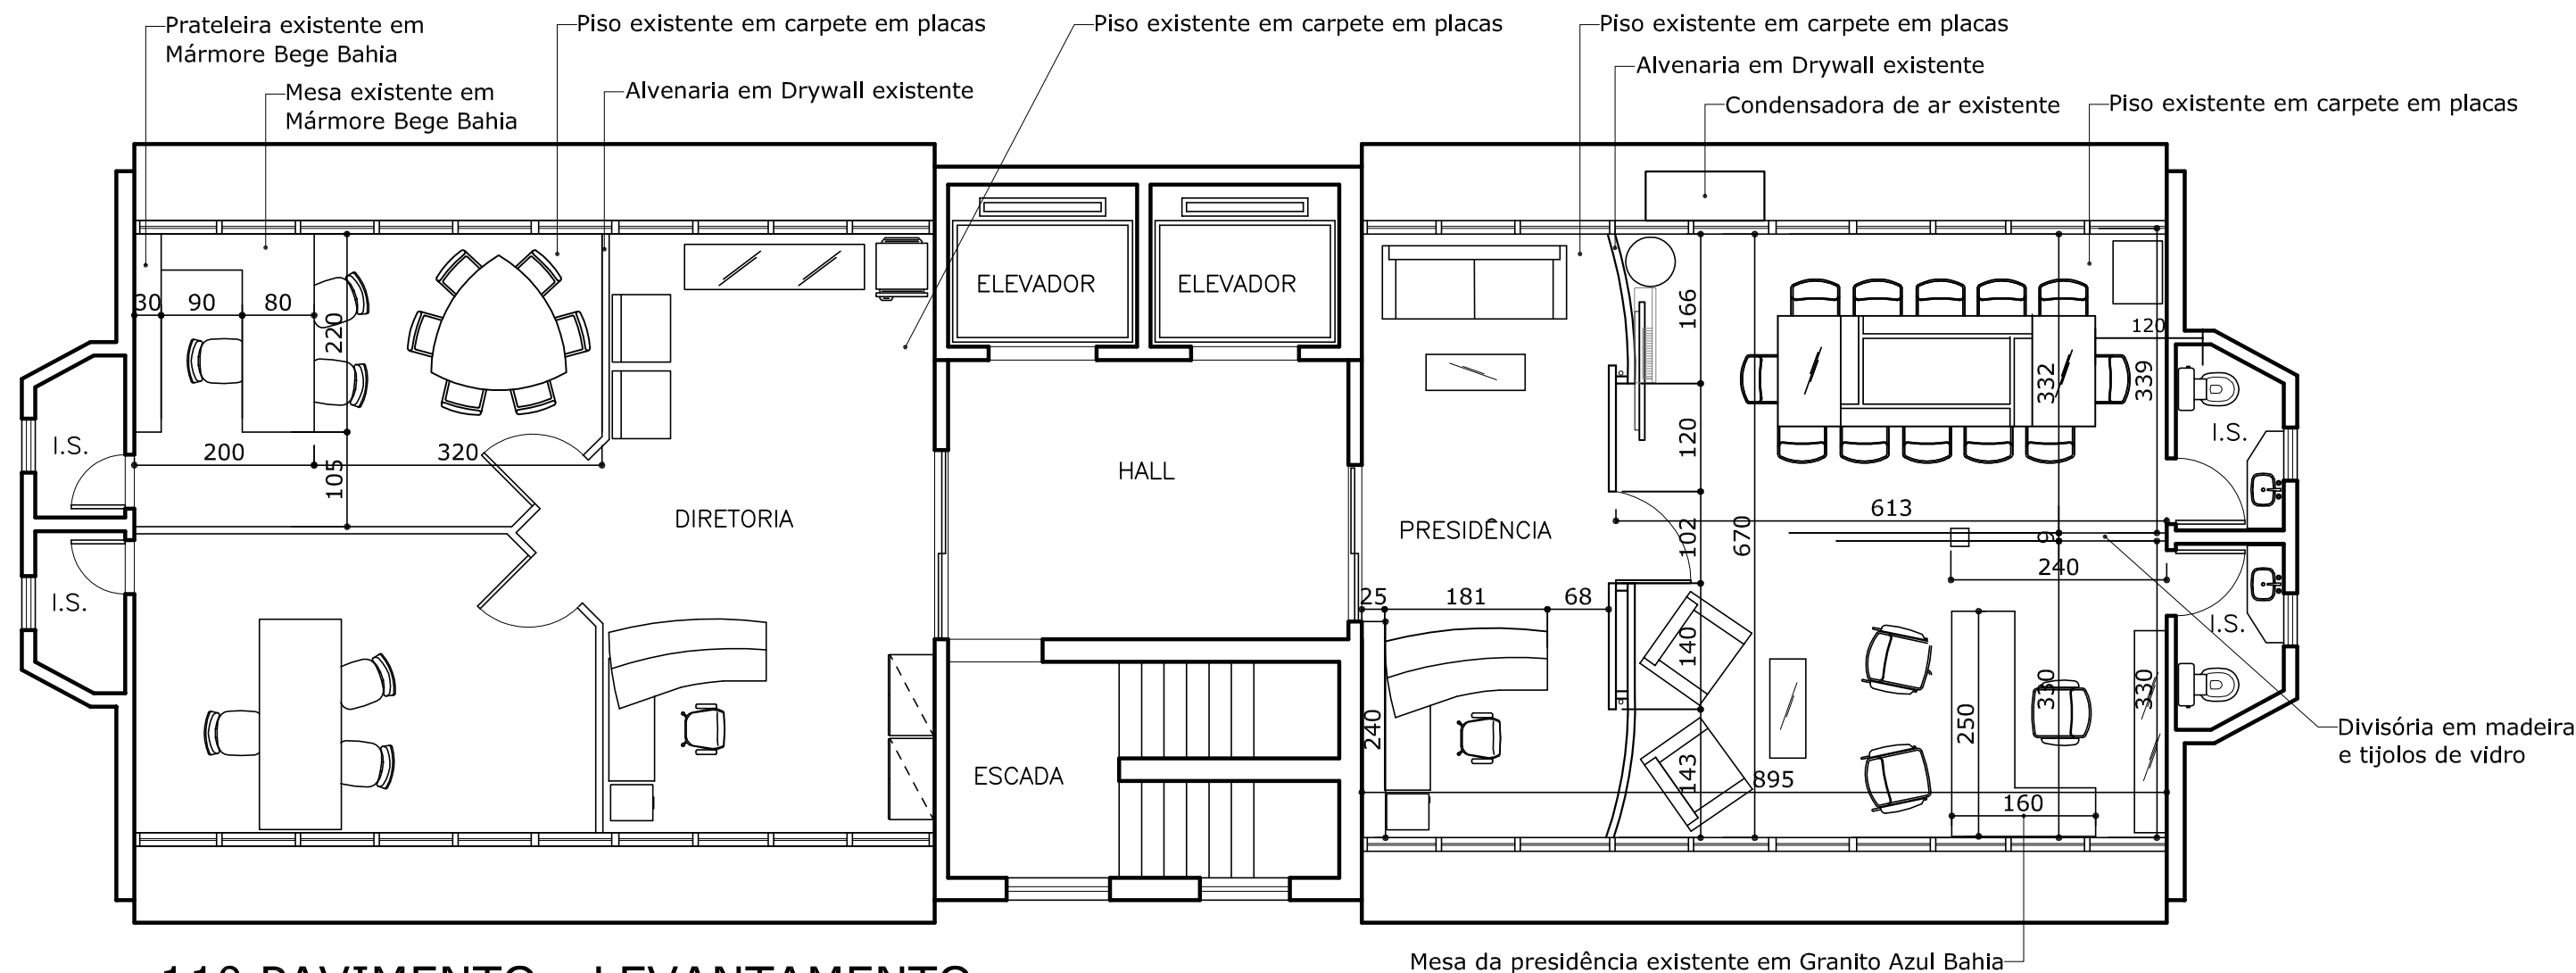 Prateleira existente em
Mármore Bege Bahia
Piso existente em carpete em placas
Piso existente em carpete em placas
Piso existente em carpete em placas
Mesa existente em
Mármore Bege Bahia
Alvenaria em Drywall existente
Alvenaria em Drywall existente
Condensadora de ar existente
Piso existente em carpete em placas
ELEVADOR
ELEVADOR
30
90
80
220
166
120
332
339
I.S.
200
320
105
HALL
120
I.S.
DIRETORIA
PRESIDÊNCIA
102
670
613
9
240
I.S.
25
181
68
140
I.S.
240
250
330
330
Divisória em madeira
e tijolos de vidro
ESCADA
143
895
160
Mesa da presidência existente em Granito Azul Bahia
PAVIMENTO
LEVANTAMENTO